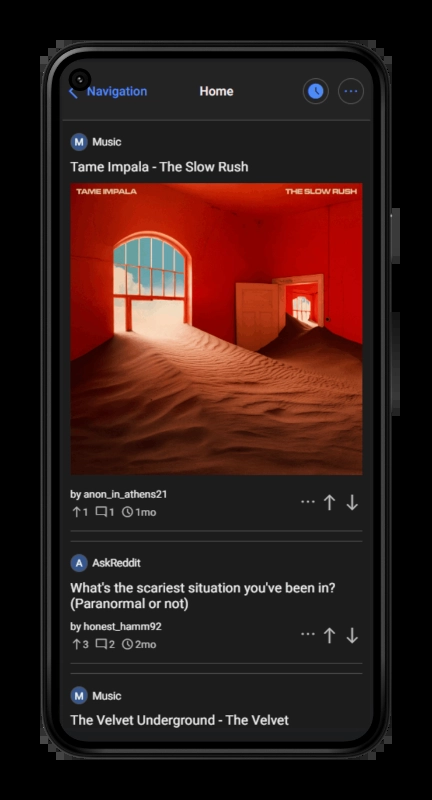 Navigation
Home
M Music
Tame Impala - The Slow Rush
TAME IMPALA
THE SLOW RUSH
by anon_in_athens21
1 1 1mo
A AskReddit
What's the scariest situation you've been in?
(Paranormal or not)
by honest_hamm92
3 2 2mo
M Music
The Velvet Underground - The Velvet